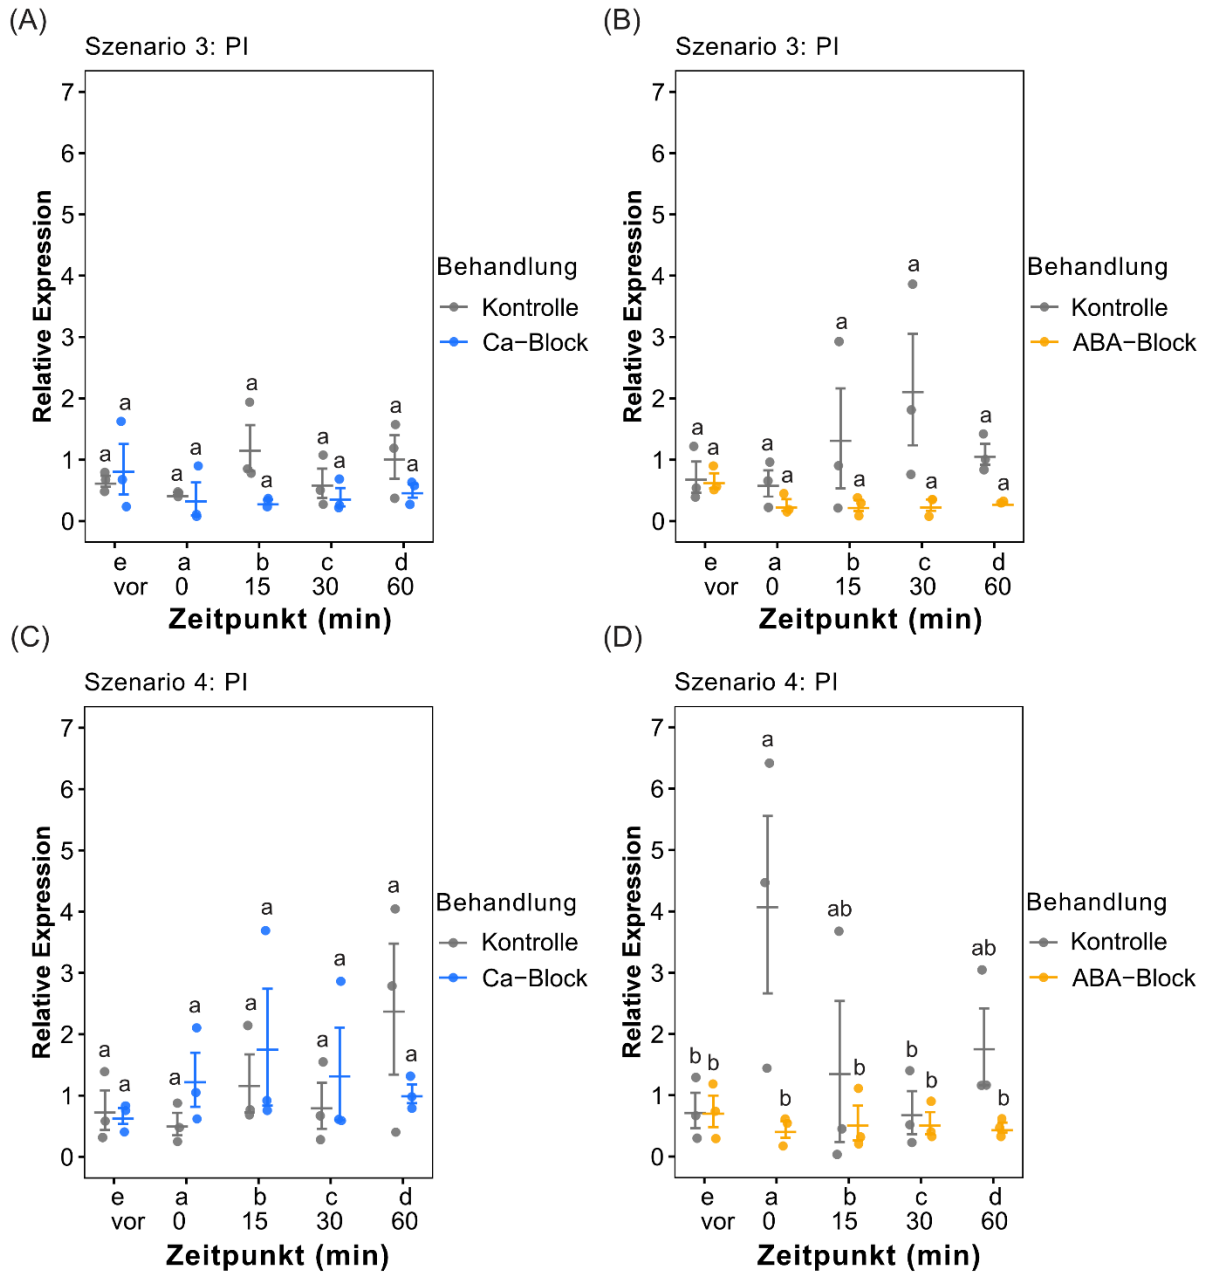 (A)
Szenario 3: PI
Relative Expression
7
6
5
4
3
2
1
0
a a a a a a a a a a
e a b c d
vor 0 15 30 60
Zeitpunkt (min)
Behandlung
Kontrolle
Ca−Block
(B)
Szenario 3: PI
Relative Expression
7
6
5
4
3
2
1
0
a a a a a a a a a a
e a b c d
vor 0 15 30 60
Zeitpunkt (min)
Behandlung
Kontrolle
ABA−Block
(C)
Szenario 4: PI
Relative Expression
7
6
5
4
3
2
1
0
a a a a a a a a a a
e a b c d
vor 0 15 30 60
Zeitpunkt (min)
Behandlung
Kontrolle
Ca−Block
(D)
Szenario 4: PI
Relative Expression
7
6
5
4
3
2
1
0
b b a b ab b b b ab b
e a b c d
vor 0 15 30 60
Zeitpunkt (min)
Behandlung
Kontrolle
ABA−Block